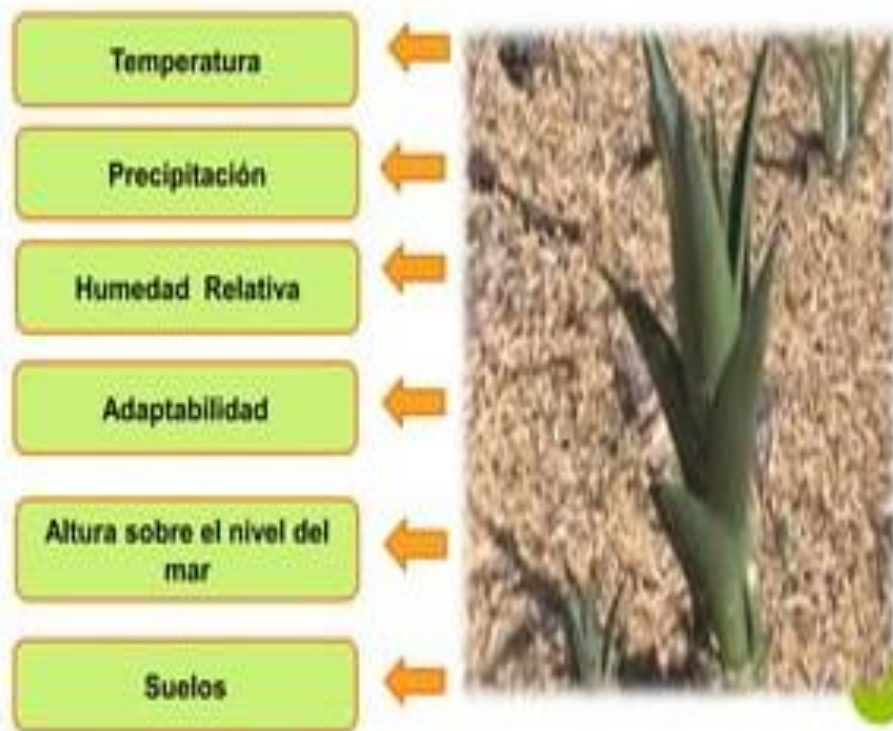 Temperatura
Precipitación
Humedad Relativa
Adaptabilidad
Altura sobre el nivel del
mar
Suelos